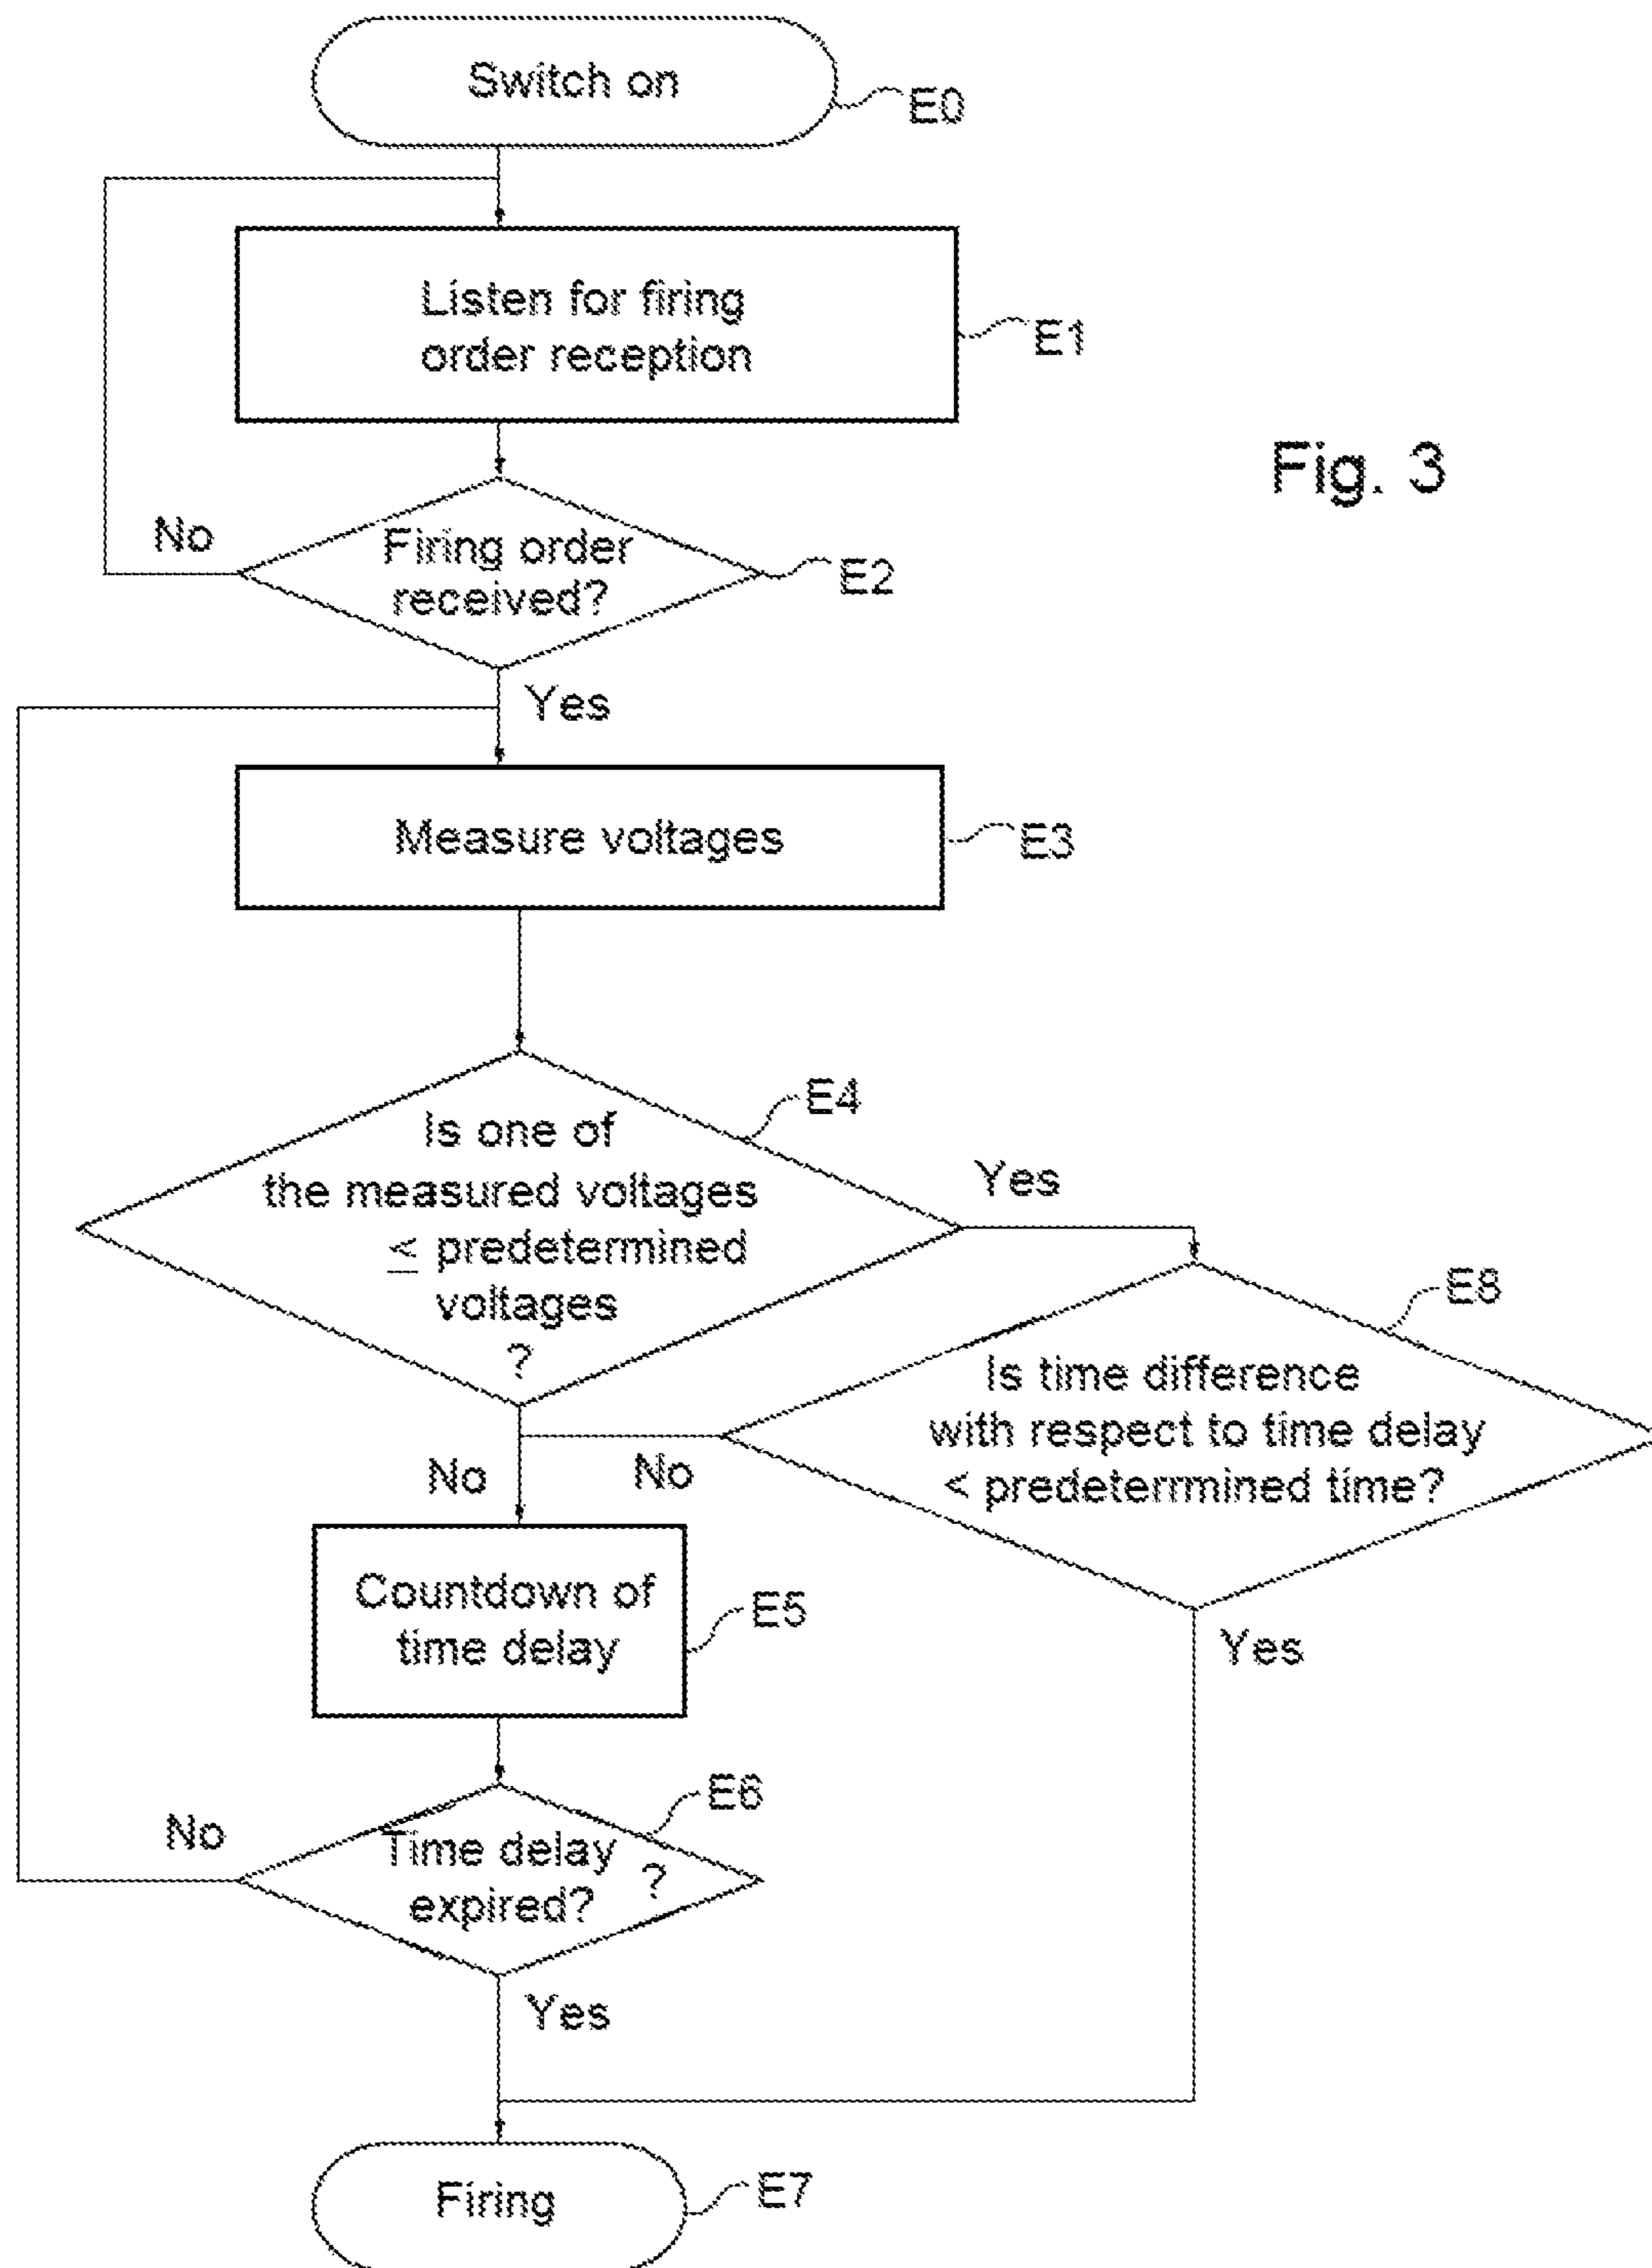 Switch on
E0
Listen for firing
order reception
E1
Fig. 3
No
Firing order
received?
E2
Yes
Measure voltages
E3
E4
Is one of
the measured voltages
≤ predetermined
voltages
?
Yes
E8
Is time difference
with respect to time delay
< predeterrmined time?
No
No
Countdown of
time delay
E5
Yes
E6
No
Time delay
expired?
?
Yes
Firing
E7